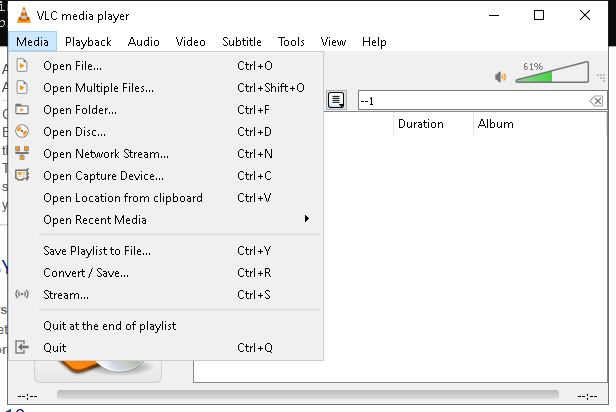 VLC media player
Media Playback Audio Video Subtitle Tools View Help
61%
Open File... Ctrl+O
Open Multiple Files... Ctrl+Shift+O
Open Folder... Ctrl+F
Open Disc... Ctrl+D
Open Network Stream... Ctrl+N
Open Capture Device... Ctrl+C
Open Location from clipboard Ctrl+V
Open Recent Media
Save Playlist to File... Ctrl+Y
Convert / Save... Ctrl+R
Stream... Ctrl+S
Quit at the end of playlist
Quit Ctrl+Q
--1
Duration Album
--:-- --:--